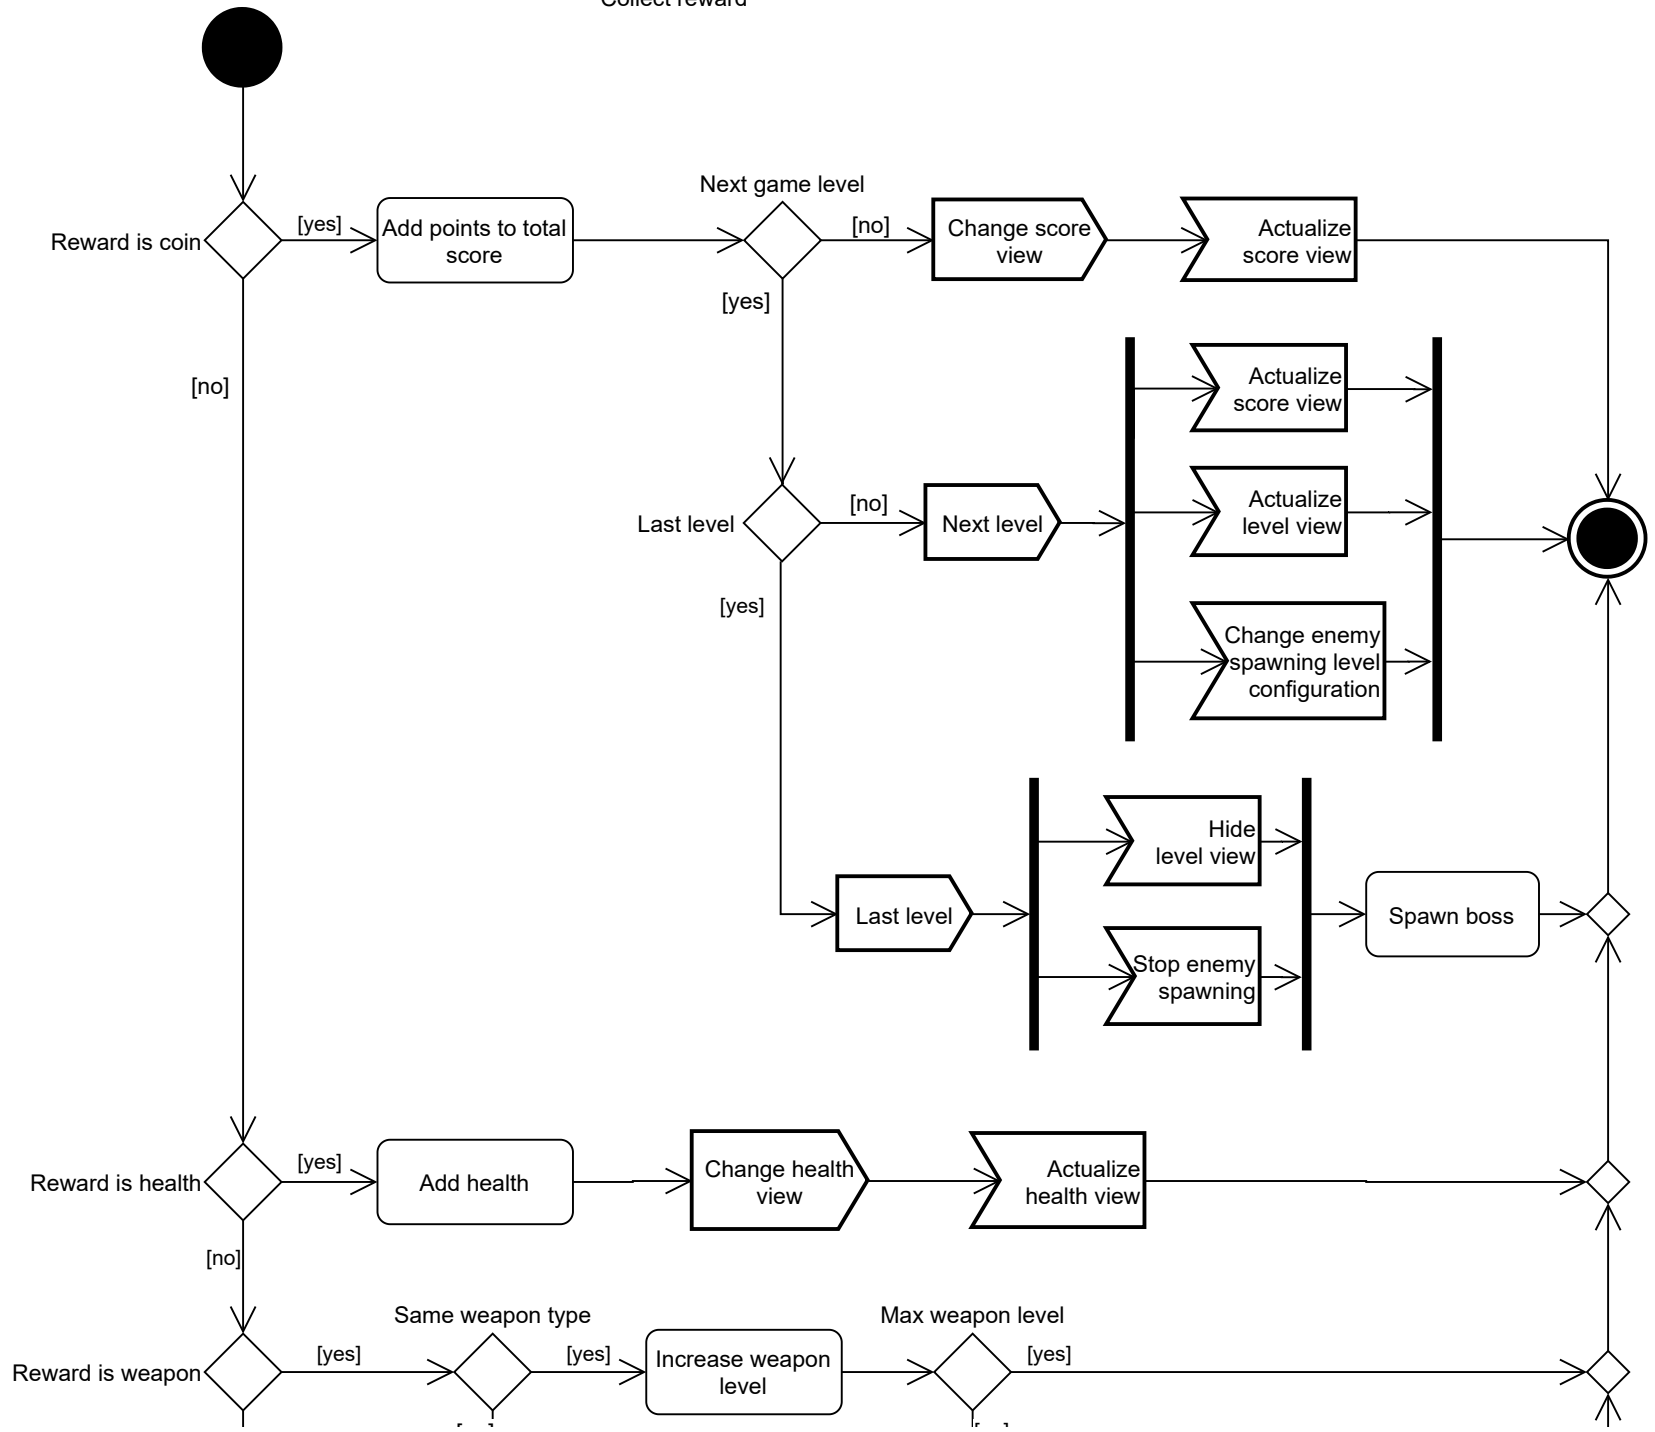 Collect reward
Next game level
Reward is coin
[yes]
Add points to total
score
[no]
Change score
view
Actualize
score view
[yes]
[no]
Actualize
score view
Actualize
level view
Last level
[no]
Next level
[yes]
Change enemy
spawning level
configuration
Hide
level view
Last level
Stop enemy
spawning
Spawn boss
Reward is health
[yes]
Add health
Change health
view
Actualize
health view
[no]
Same weapon type
Max weapon level
Reward is weapon
[yes]
[yes]
Increase weapon
level
[yes]